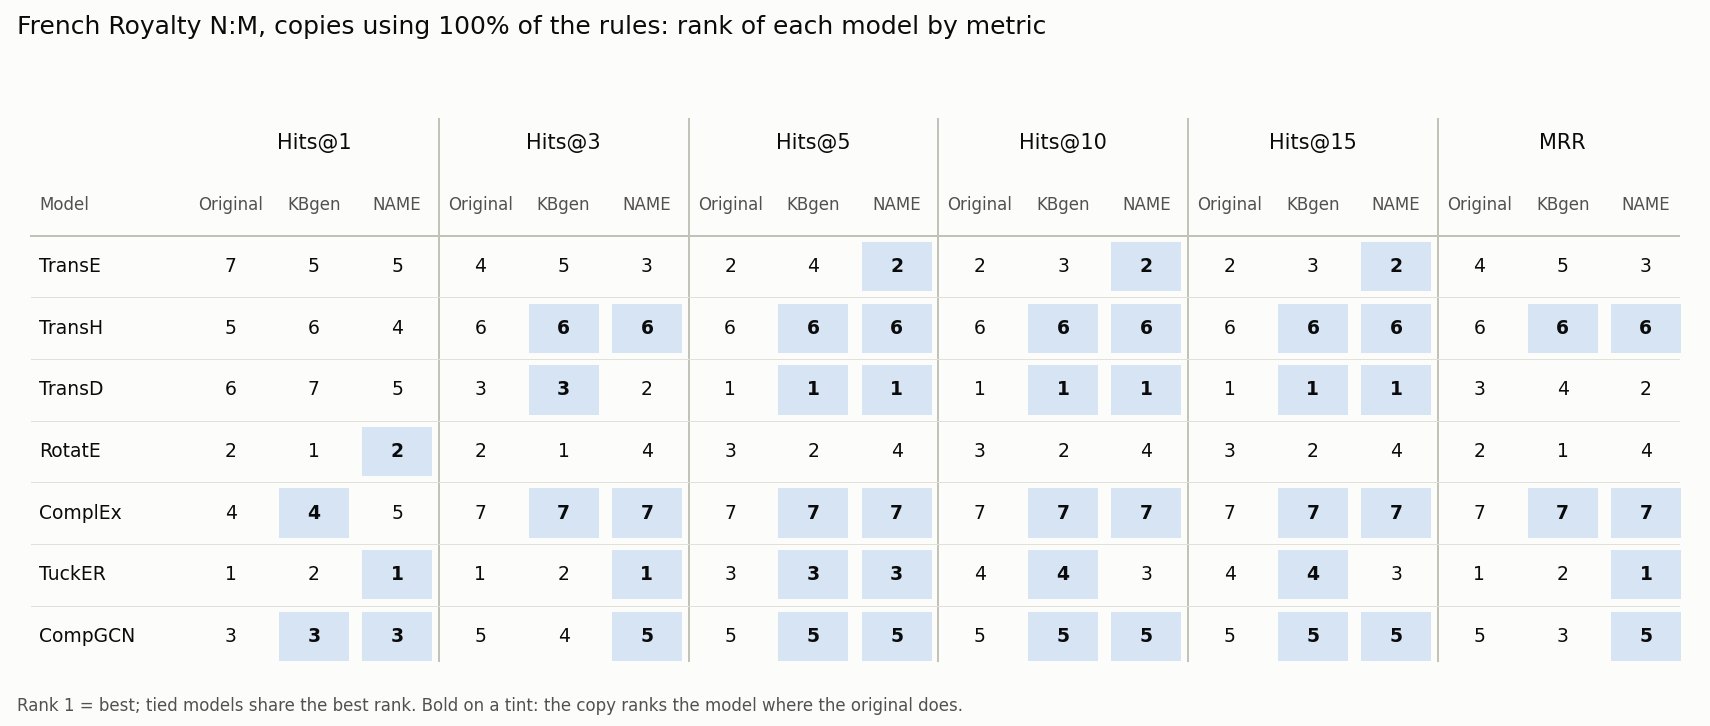 French Royalty N:M, copies using 100% of the rules: rank of each model by metric
Hits@1 Hits@3 Hits@5 Hits@10 Hits@15 MRR
Model Original KBgen NAME Original KBgen NAME Original KBgen NAME Original KBgen NAME Original KBgen NAME Original KBgen NAME
TransE 7 5 5 4 5 3 2 4 2 2 3 2 2 3 2 4 5 3
TransH 5 6 4 6 6 6 6 6 6 6 6 6 6 6 6 6 6 6
TransD 6 7 5 3 3 2 1 1 1 1 1 1 1 1 1 3 4 2
RotatE 2 1 2 2 1 4 3 2 4 3 2 4 3 2 4 2 1 4
ComplEx 4 4 5 7 7 7 7 7 7 7 7 7 7 7 7 7 7 7
TuckER 1 2 1 1 2 1 3 3 3 4 4 3 4 4 3 1 2 1
CompGCN 3 3 3 5 4 5 5 5 5 5 5 5 5 5 5 5 3 5
Rank 1 = best; tied models share the best rank. Bold on a tint: the copy ranks the model where the original does.